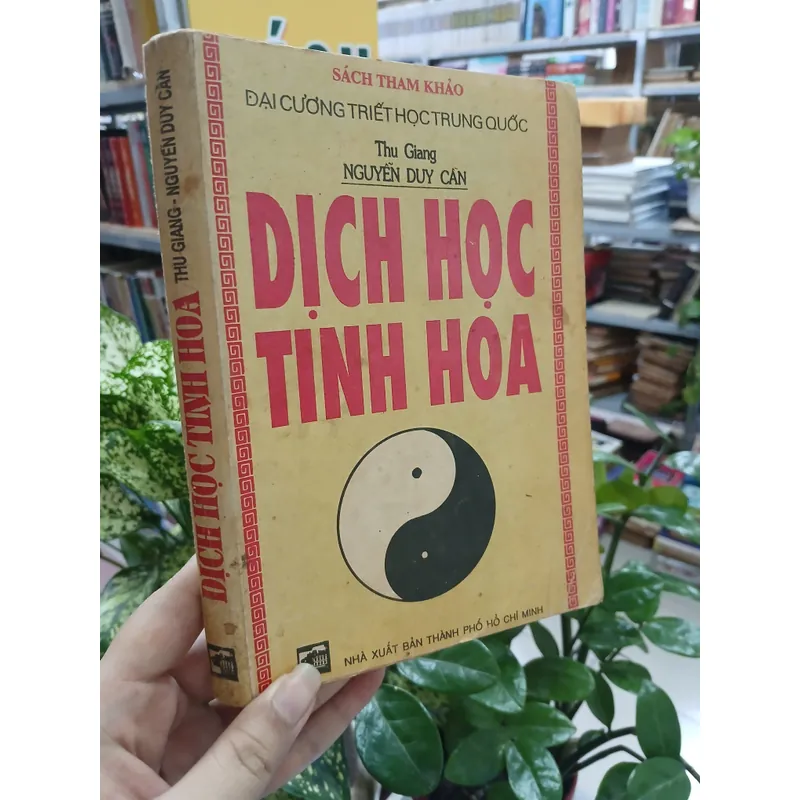 SÁCH THAM KHẢO
ĐẠI CƯƠNG TRIẾT HỌC TRUNG QUỐC
Thu Giang
NGUYỄN DUY CẦN
DỊCH HỌC
TINH HOA
NHÀ XUẤT BẢN THÀNH PHỐ HỒ CHÍ MINH
DỊCH HỌC TINH HOA THU GIANG - NGUYỄN DUY CẦN